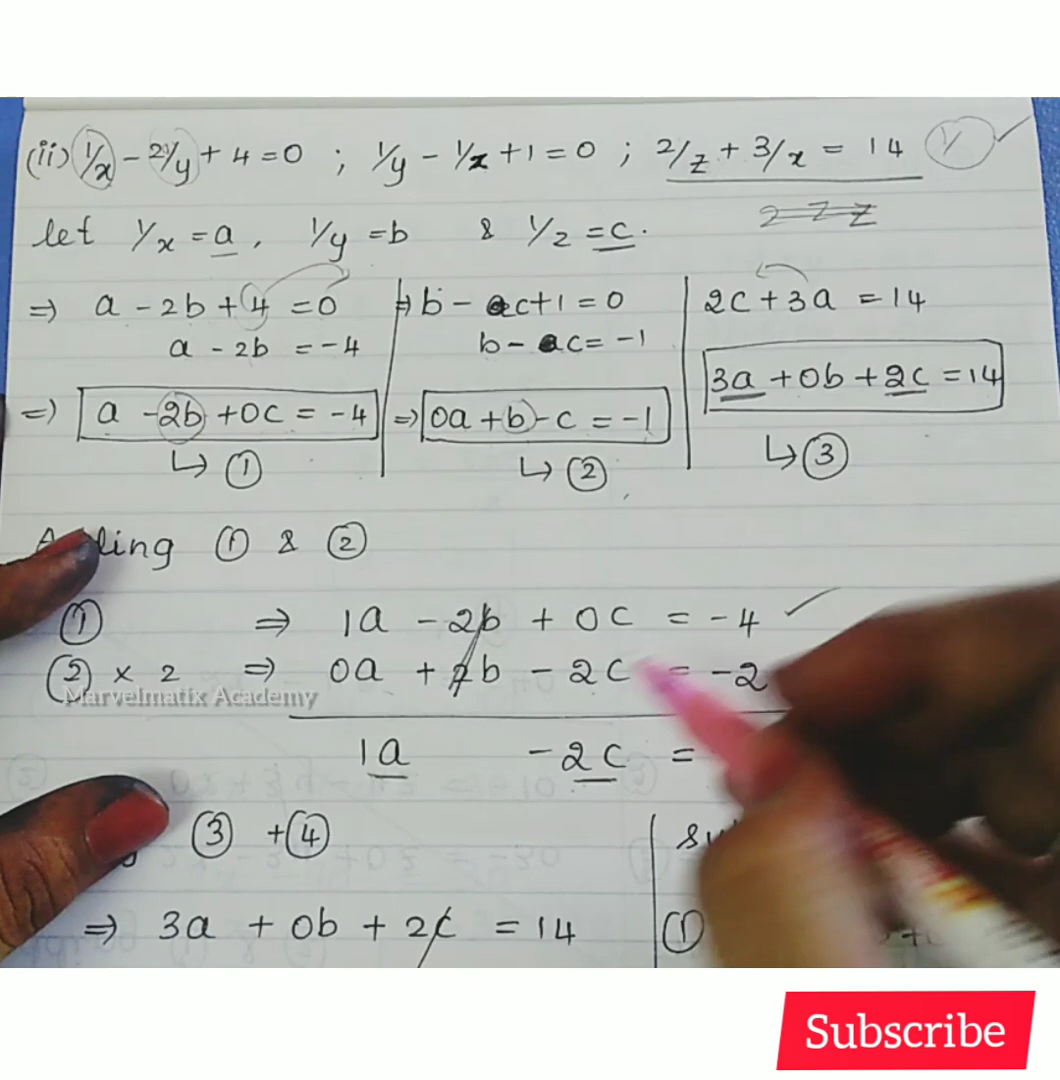 (ii) 1/x - 2/y + 4 = 0 ; 1/y - 1/z + 1 = 0 ; 2/z + 3/x = 14
let 1/x = a, 1/y = b & 1/z = c.
⇒ a - 2b + 4 = 0 ⇒ b - c + 1 = 0 2c + 3a = 14
a - 2b = -4 b - c = -1
3a + 0b + 2c = 14
⇒ a - 2b + 0c = -4 ⇒ 0a + b - c = -1
↳ ① ↳ ② ↳ ③
① & ②
① ⇒ 1a - 2b + 0c = -4 ✓
② × 2 ⇒ 0a + 2b - 2c = -2
Marvelmatix Academy
1a - 2c =
③ + ④
⇒ 3a + 0b + 2c = 14 ①
Subscribe